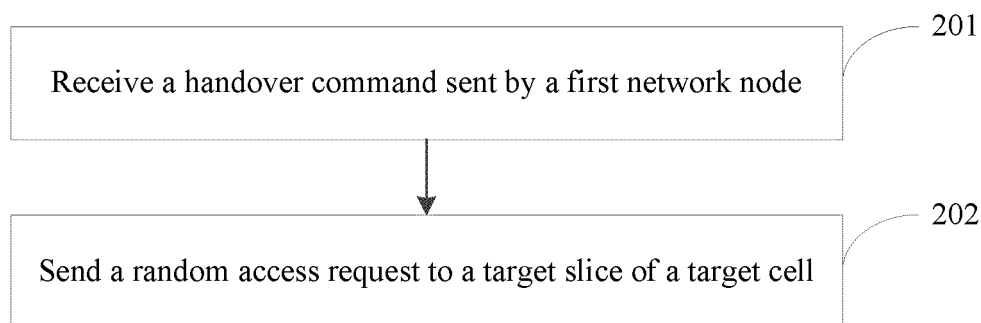 201
Receive a handover command sent by a first network node
202
Send a random access request to a target slice of a target cell